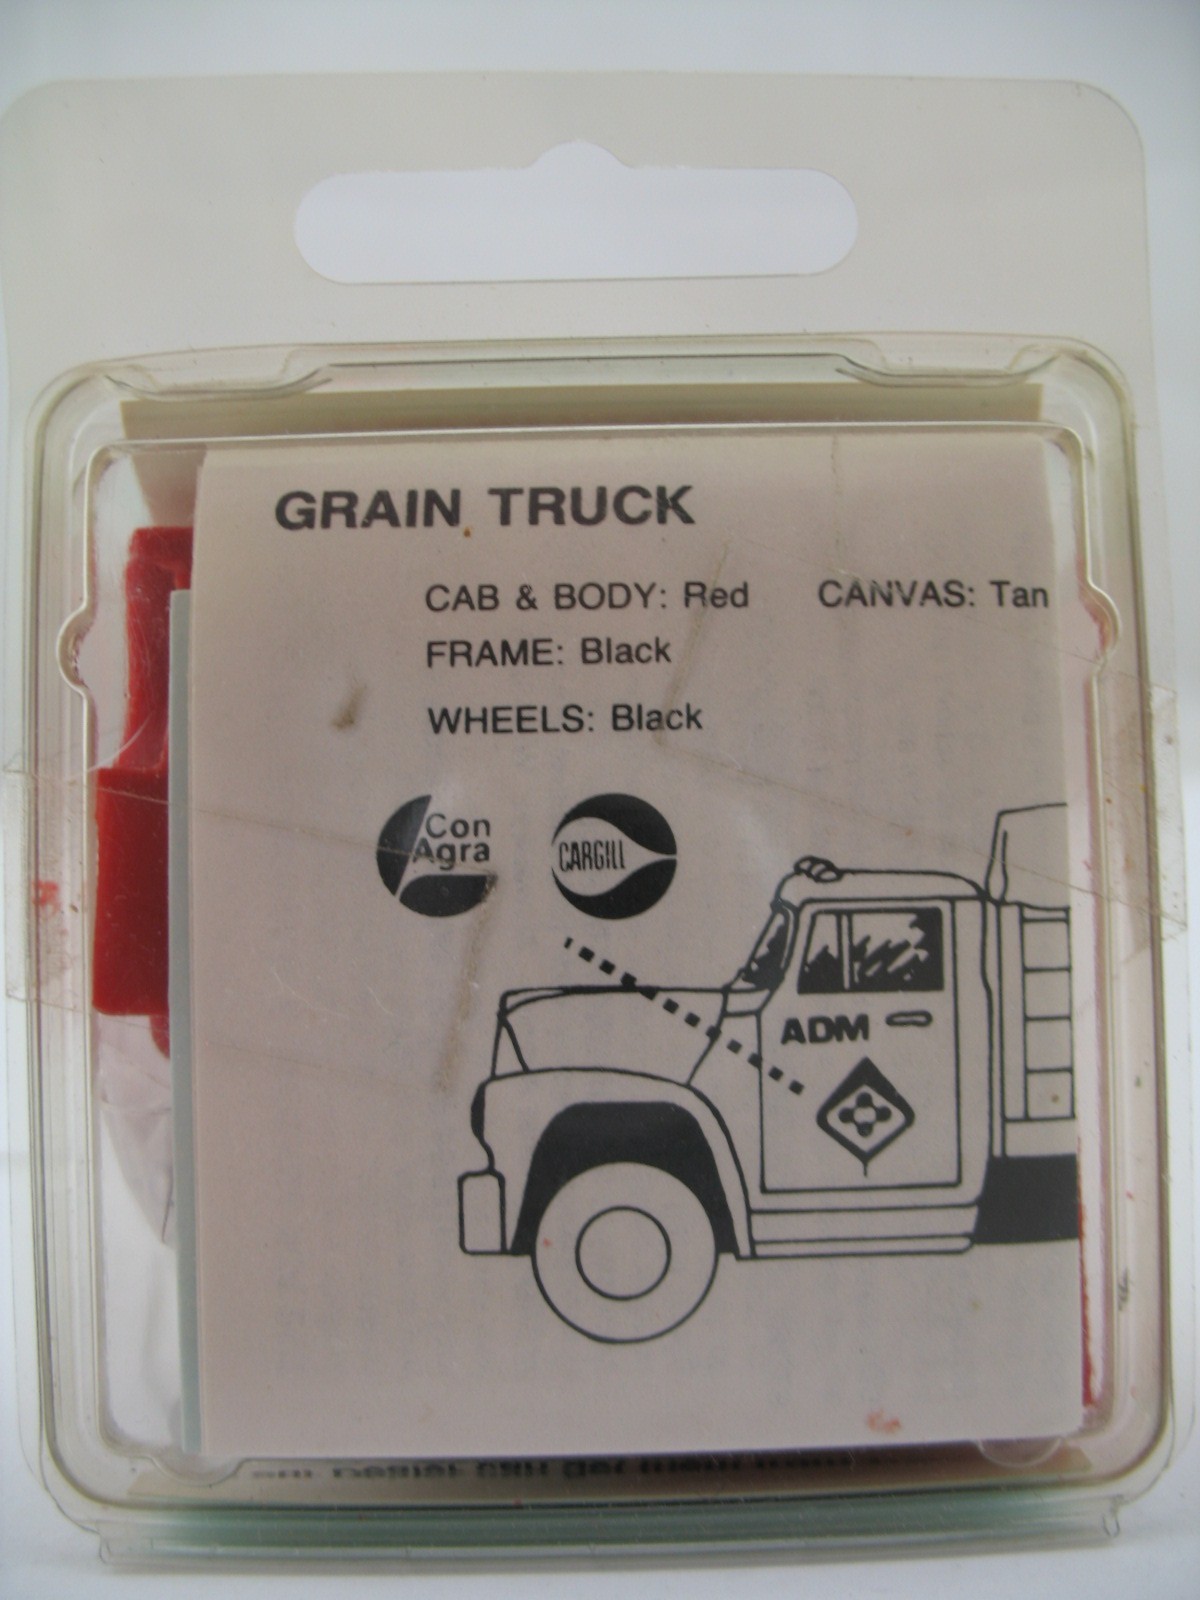 GRAIN TRUCK
CAB & BODY: Red CANVAS: Tan
FRAME: Black
WHEELS: Black
Con
Agra
CARGILL
ADM